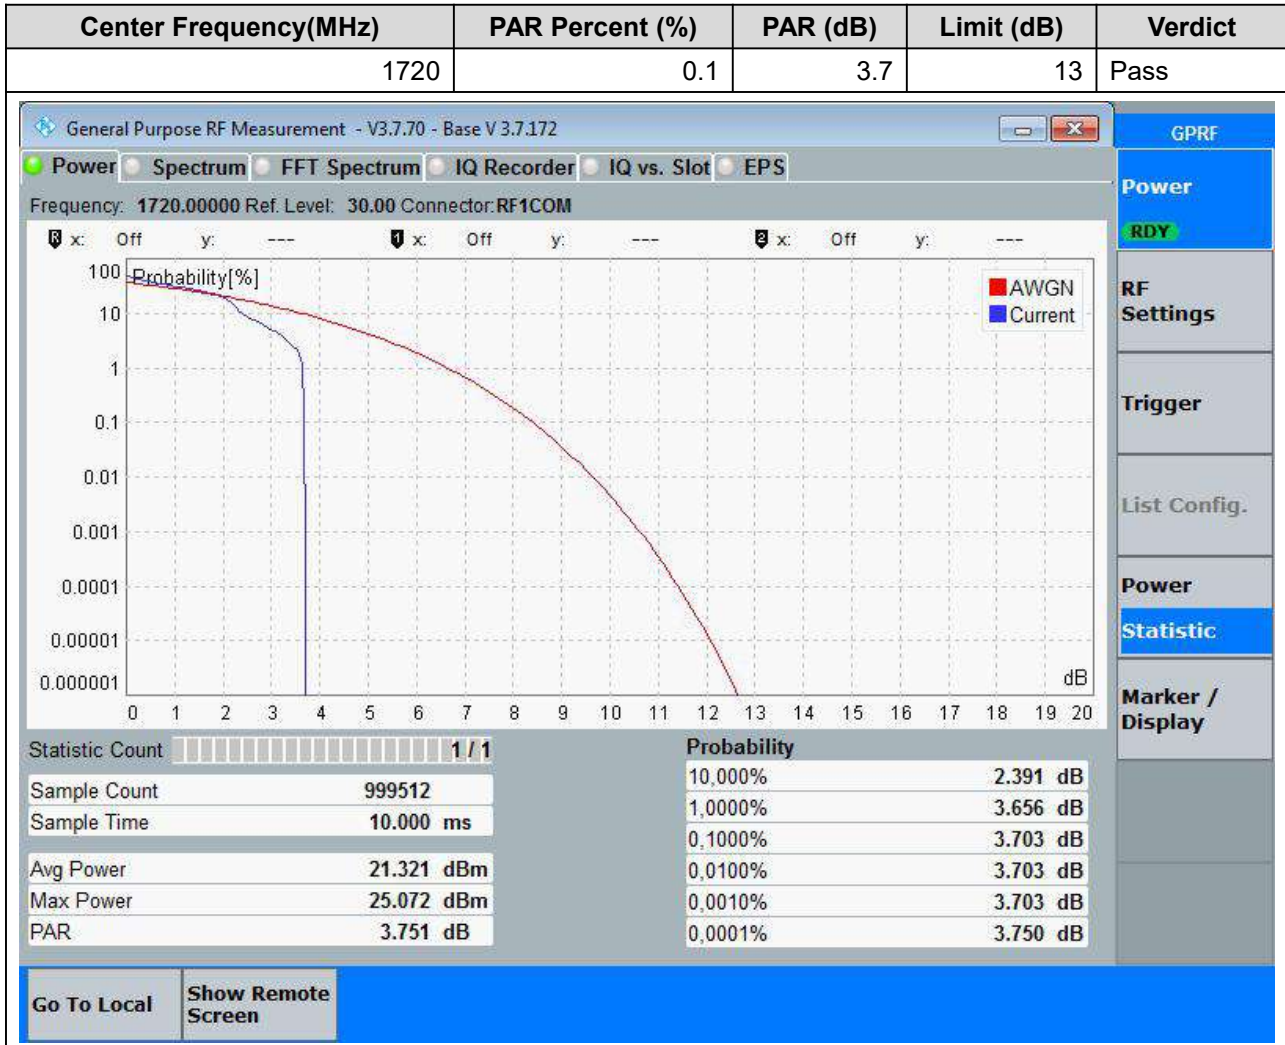 Center Frequency(MHz) PAR Percent (%) PAR (dB) Limit (dB) Verdict
1720 0.1 3.7 13 Pass
General Purpose RF Measurement - V3.7.70 - Base V 3.7.172
GPRF
Power Spectrum FFT Spectrum IQ Recorder IQ vs. Slot EPS
Frequency: 1720.00000 Ref. Level: 30.00 Connector: RF1COM
R x: Off y: --- 1 x: Off y: --- 2 x: Off y: ---
Probability[%]
AWGN
Current
100
10
1
0.1
0.01
0.001
0.0001
0.00001
0.000001
dB
0 1 2 3 4 5 6 7 8 9 10 11 12 13 14 15 16 17 18 19 20
Statistic Count 1 / 1
Sample Count 999512
Sample Time 10.000 ms
Avg Power 21.321 dBm
Max Power 25.072 dBm
PAR 3.751 dB
Probability
10,000% 2.391 dB
1,0000% 3.656 dB
0,1000% 3.703 dB
0,0100% 3.703 dB
0,0010% 3.703 dB
0,0001% 3.750 dB
Power
RDY
RF
Settings
Trigger
List Config.
Power
Statistic
Marker /
Display
Go To Local
Show Remote
Screen